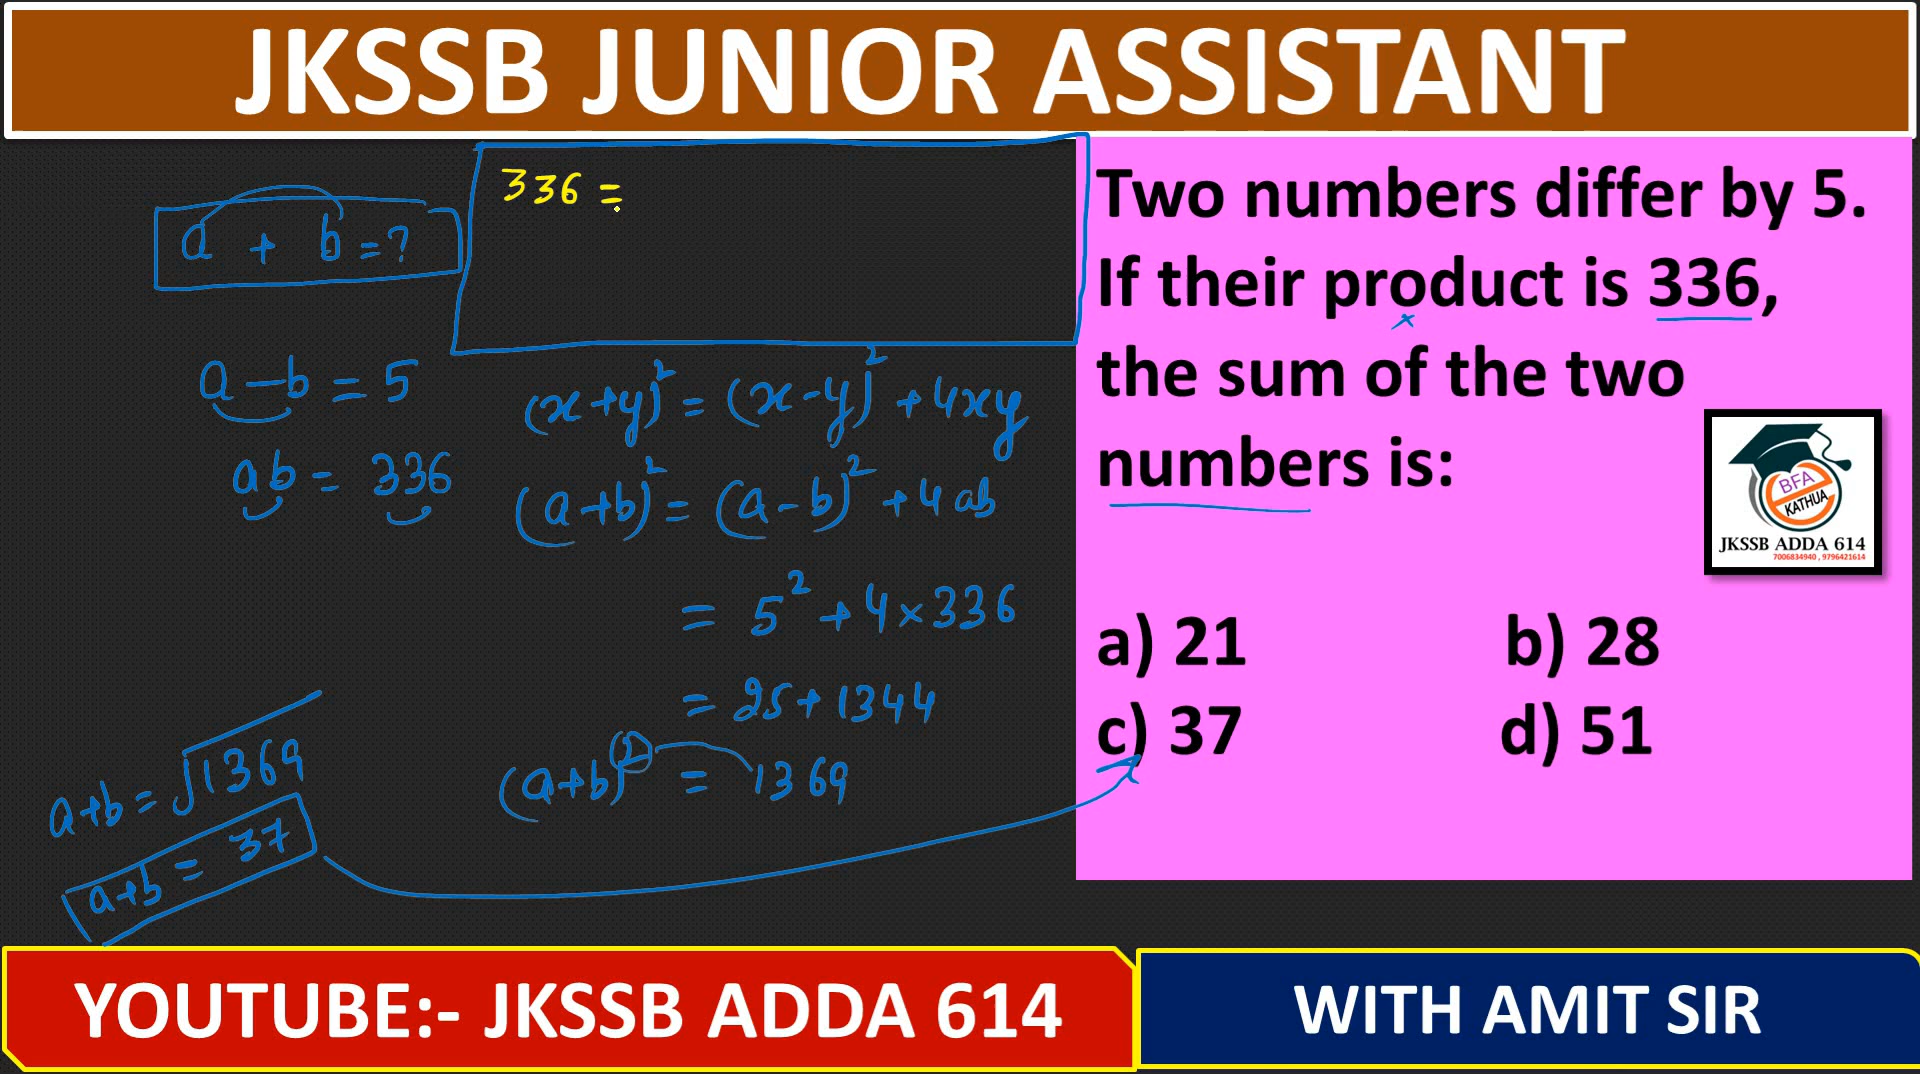 JKSSB JUNIOR ASSISTANT
336 =
a + b = ?
a - b = 5
ab = 336
(x+y)² = (x-y)² + 4xy
(a+b)² = (a-b)² + 4ab
= 5² + 4×336
= 25 + 1344
(a+b)² = 1369
a+b = √1369
a+b = 37
Two numbers differ by 5.
If their product is 336,
the sum of the two
numbers is:
BFA
KATHUA
JKSSB ADDA 614
7006834940 , 9796421614
a) 21 b) 28
c) 37 d) 51
YOUTUBE:- JKSSB ADDA 614
WITH AMIT SIR